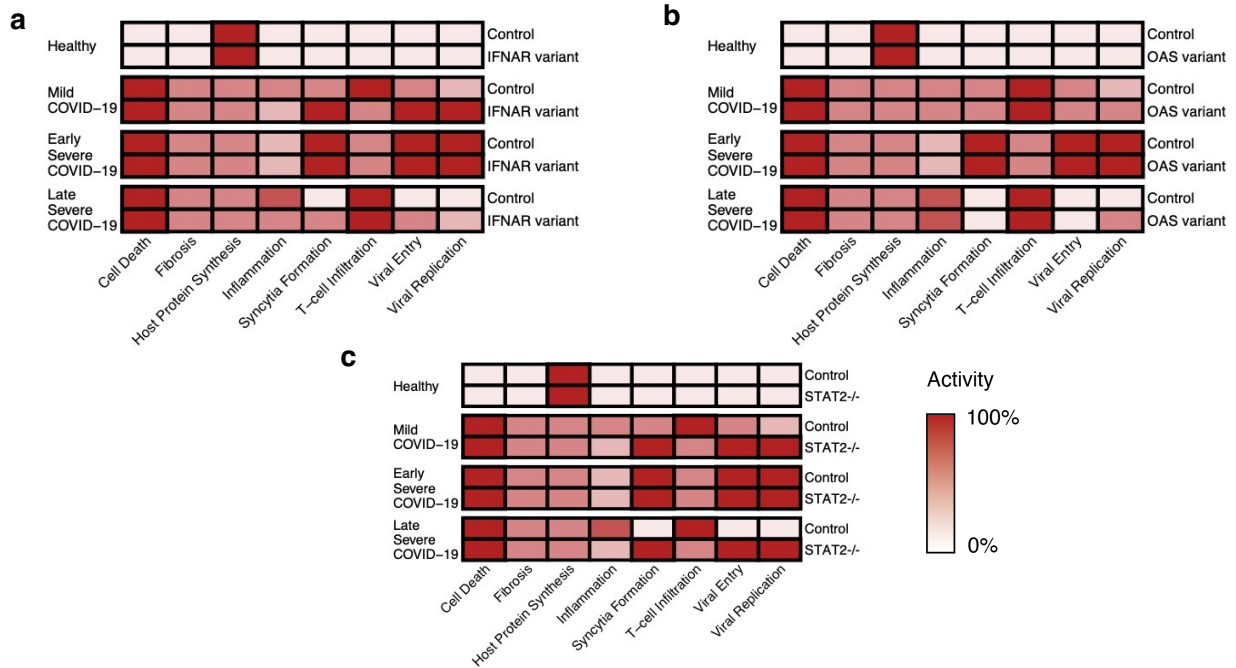 a
Healthy
Control
IFNAR variant
Mild
COVID−19
Control
IFNAR variant
Early
Severe
COVID−19
Control
IFNAR variant
Late
Severe
COVID−19
Control
IFNAR variant
Cell Death
Fibrosis
Host Protein Synthesis
Inflammation
Syncytia Formation
T−cell Infiltration
Viral Entry
Viral Replication
b
Healthy
Control
OAS variant
Mild
COVID−19
Control
OAS variant
Early
Severe
COVID−19
Control
OAS variant
Late
Severe
COVID−19
Control
OAS variant
Cell Death
Fibrosis
Host Protein Synthesis
Inflammation
Syncytia Formation
T−cell Infiltration
Viral Entry
Viral Replication
c
Healthy
Control
STAT2-/-
Mild
COVID−19
Control
STAT2-/-
Early
Severe
COVID−19
Control
STAT2-/-
Late
Severe
COVID−19
Control
STAT2-/-
Cell Death
Fibrosis
Host Protein Synthesis
Inflammation
Syncytia Formation
T−cell Infiltration
Viral Entry
Viral Replication
Activity
100%
0%